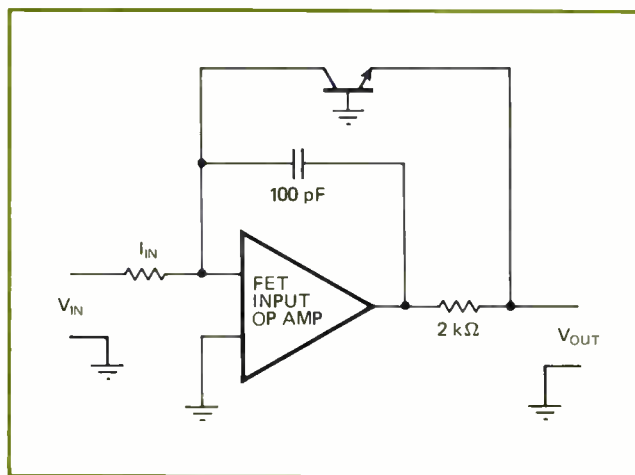 100 pF
I_IN
V_IN
FET
INPUT
OP AMP
2 kΩ
V_OUT